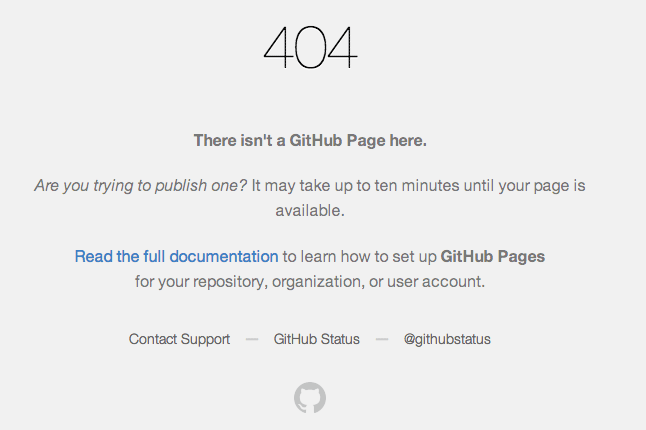 404
There isn't a GitHub Page here.
Are you trying to publish one? It may take up to ten minutes until your page is
available.
Read the full documentation to learn how to set up GitHub Pages
for your repository, organization, or user account.
Contact Support — GitHub Status — @githubstatus